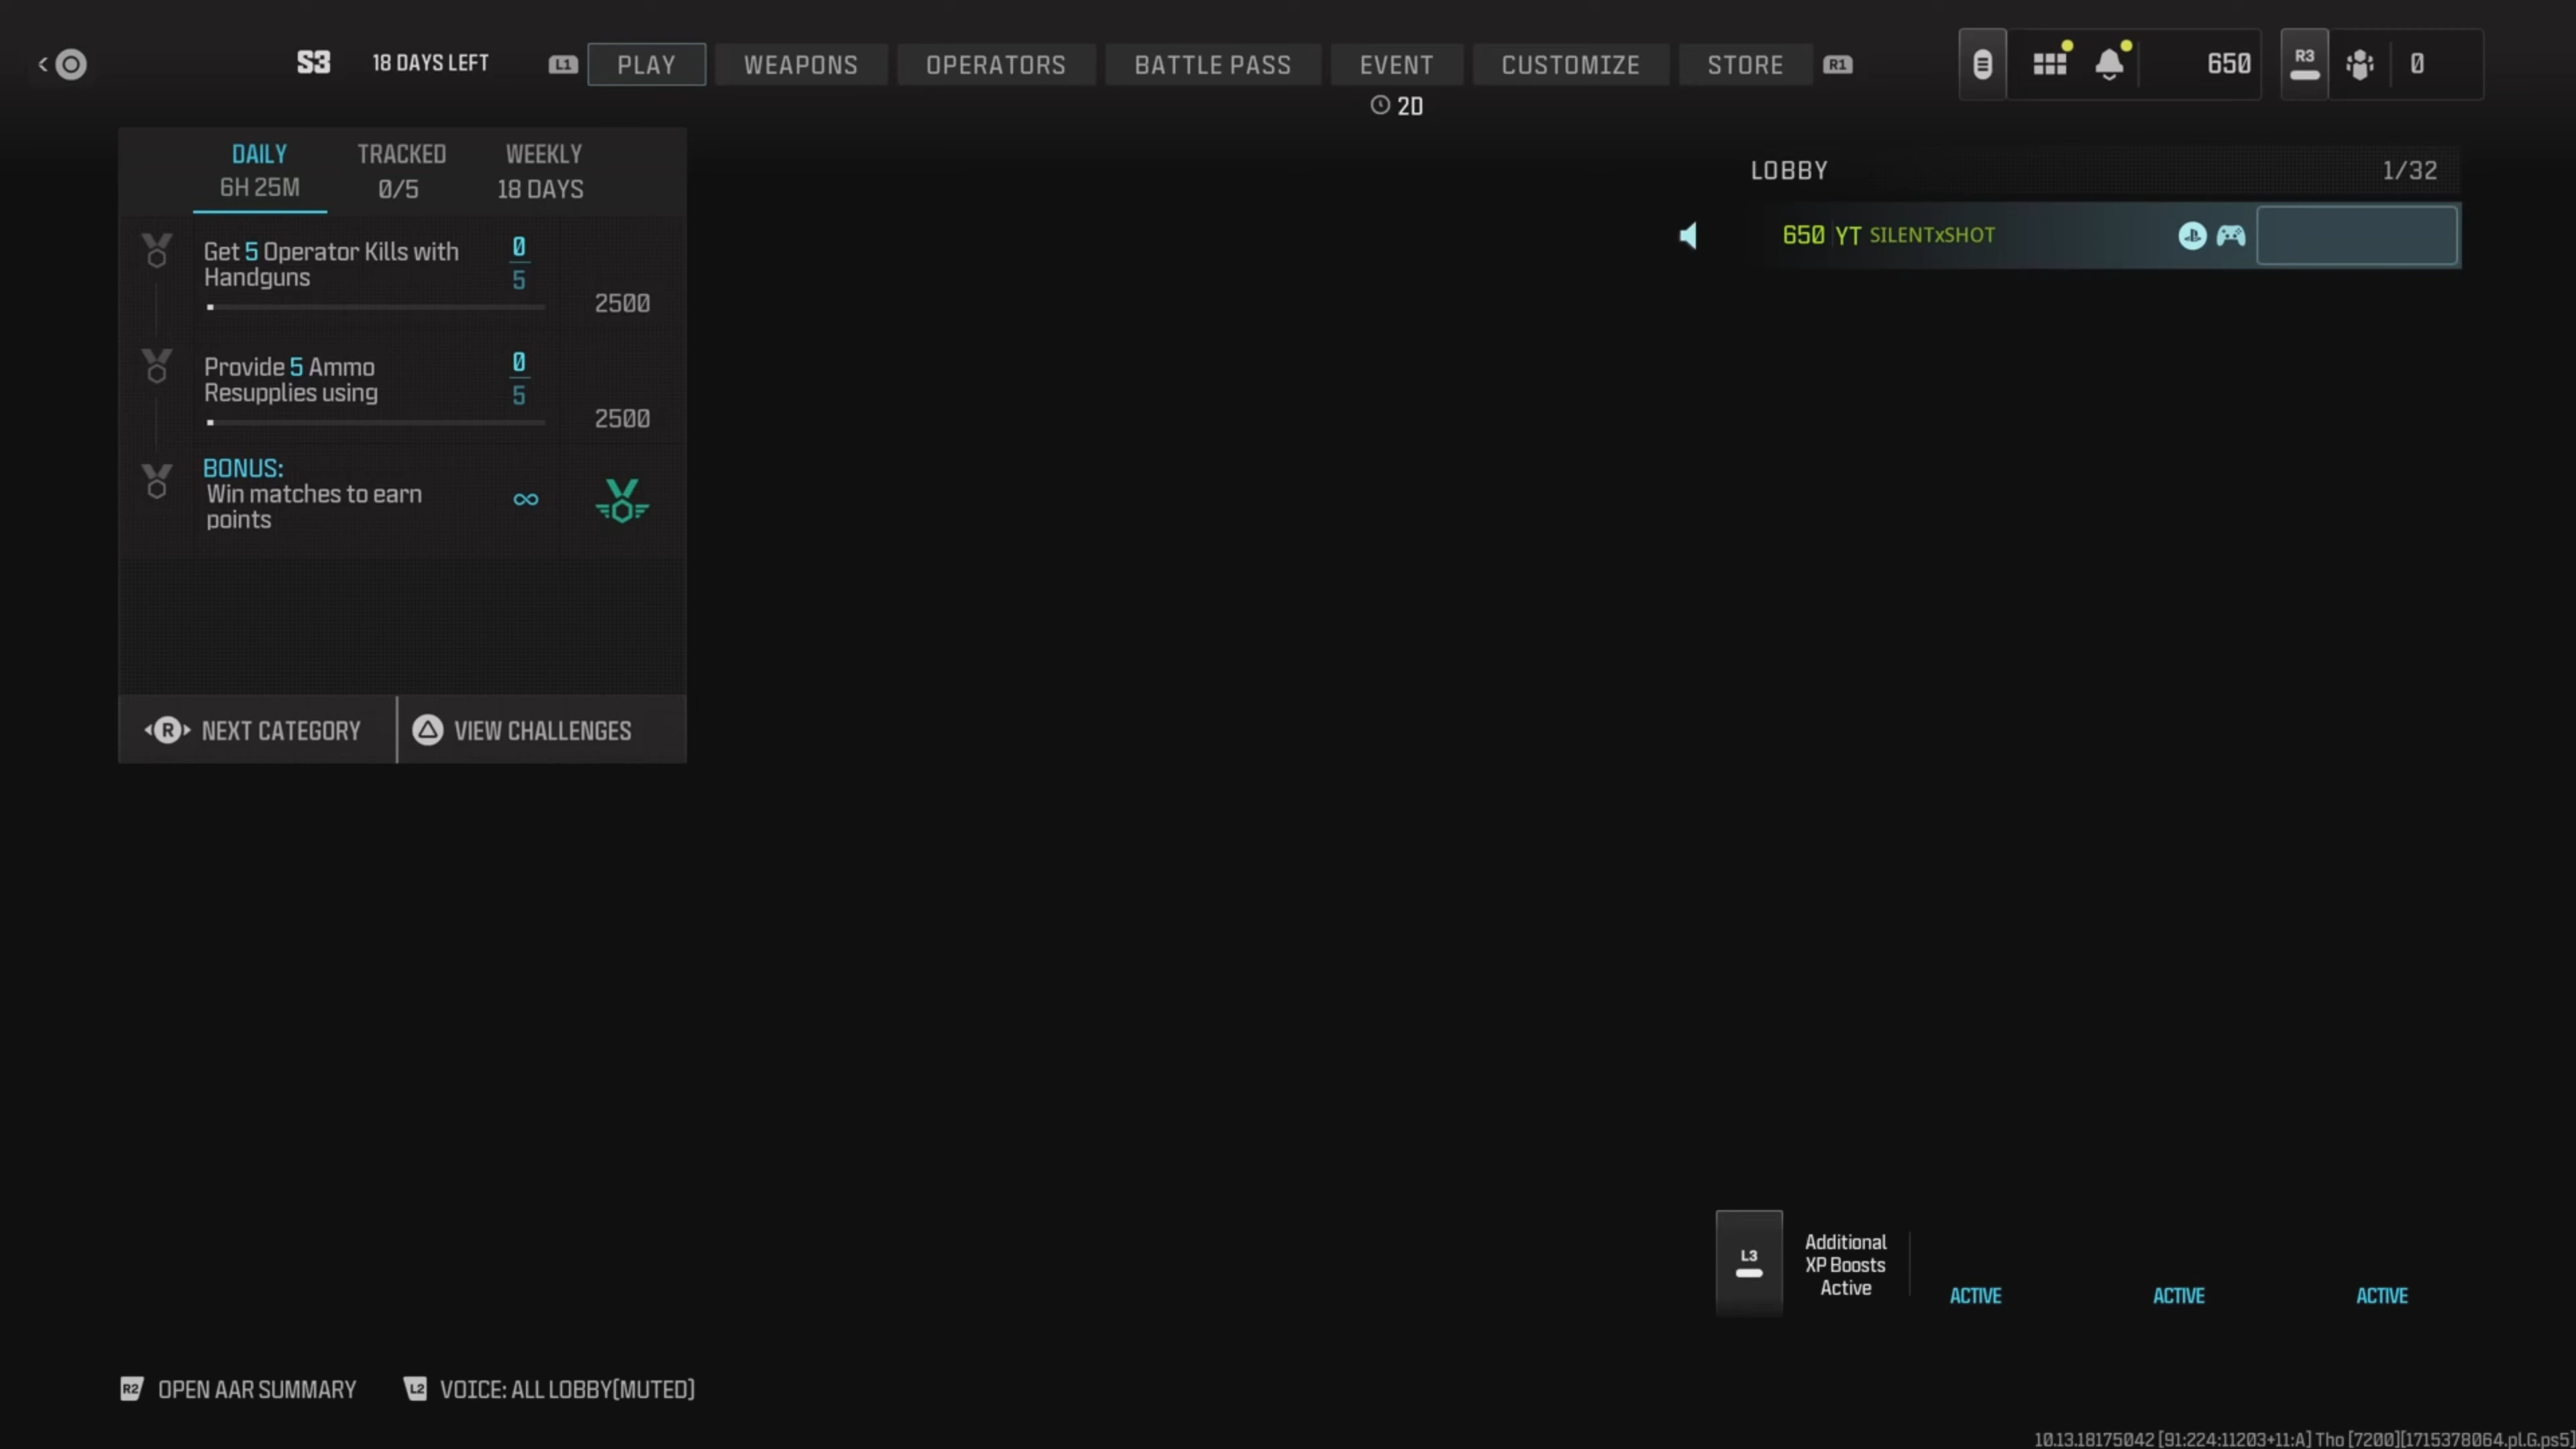 S3 18 DAYS LEFT L1 PLAY WEAPONS OPERATORS BATTLE PASS EVENT CUSTOMIZE STORE R1 650 R3 0
2D
DAILY TRACKED WEEKLY
6H 25M 0/5 18 DAYS
Get 5 Operator Kills with
Handguns
0
5
2500
Provide 5 Ammo
Resupplies using
0
5
2500
BONUS:
Win matches to earn
points
∞
R NEXT CATEGORY VIEW CHALLENGES
LOBBY 1/32
650 YT SILENTxSHOT
L3
Additional
XP Boosts
Active
ACTIVE ACTIVE ACTIVE
R2 OPEN AAR SUMMARY L2 VOICE: ALL LOBBY(MUTED)
10.13.18175042 [91:224:11203+11:A] Tho [7200][1715378064.pl.G.ps5]